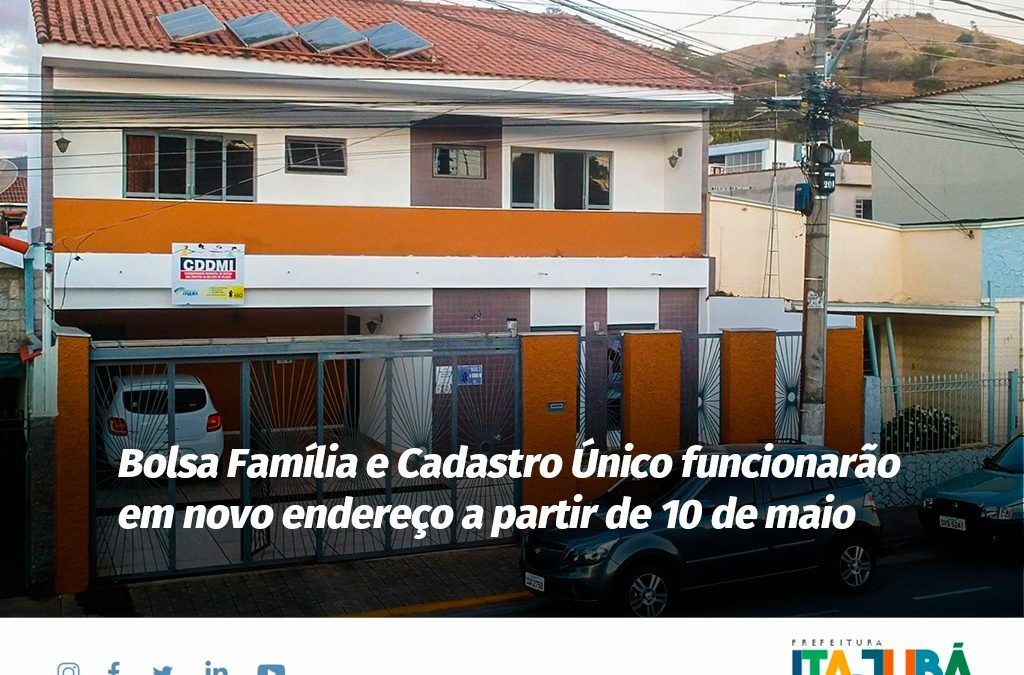 CDDMI
Bolsa Família e Cadastro Único funcionarão
em novo endereço a partir de 10 de maio
PREFEITURA
ITAJUBÁ